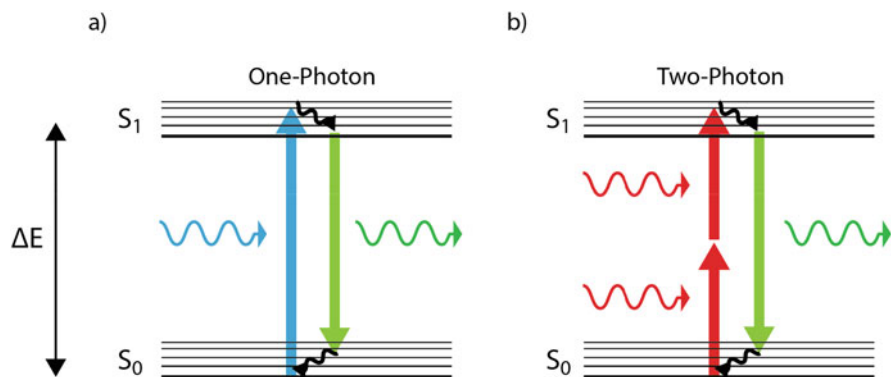 a)
One-Photon
S₁
ΔE
S₀
b)
Two-Photon
S₁
S₀